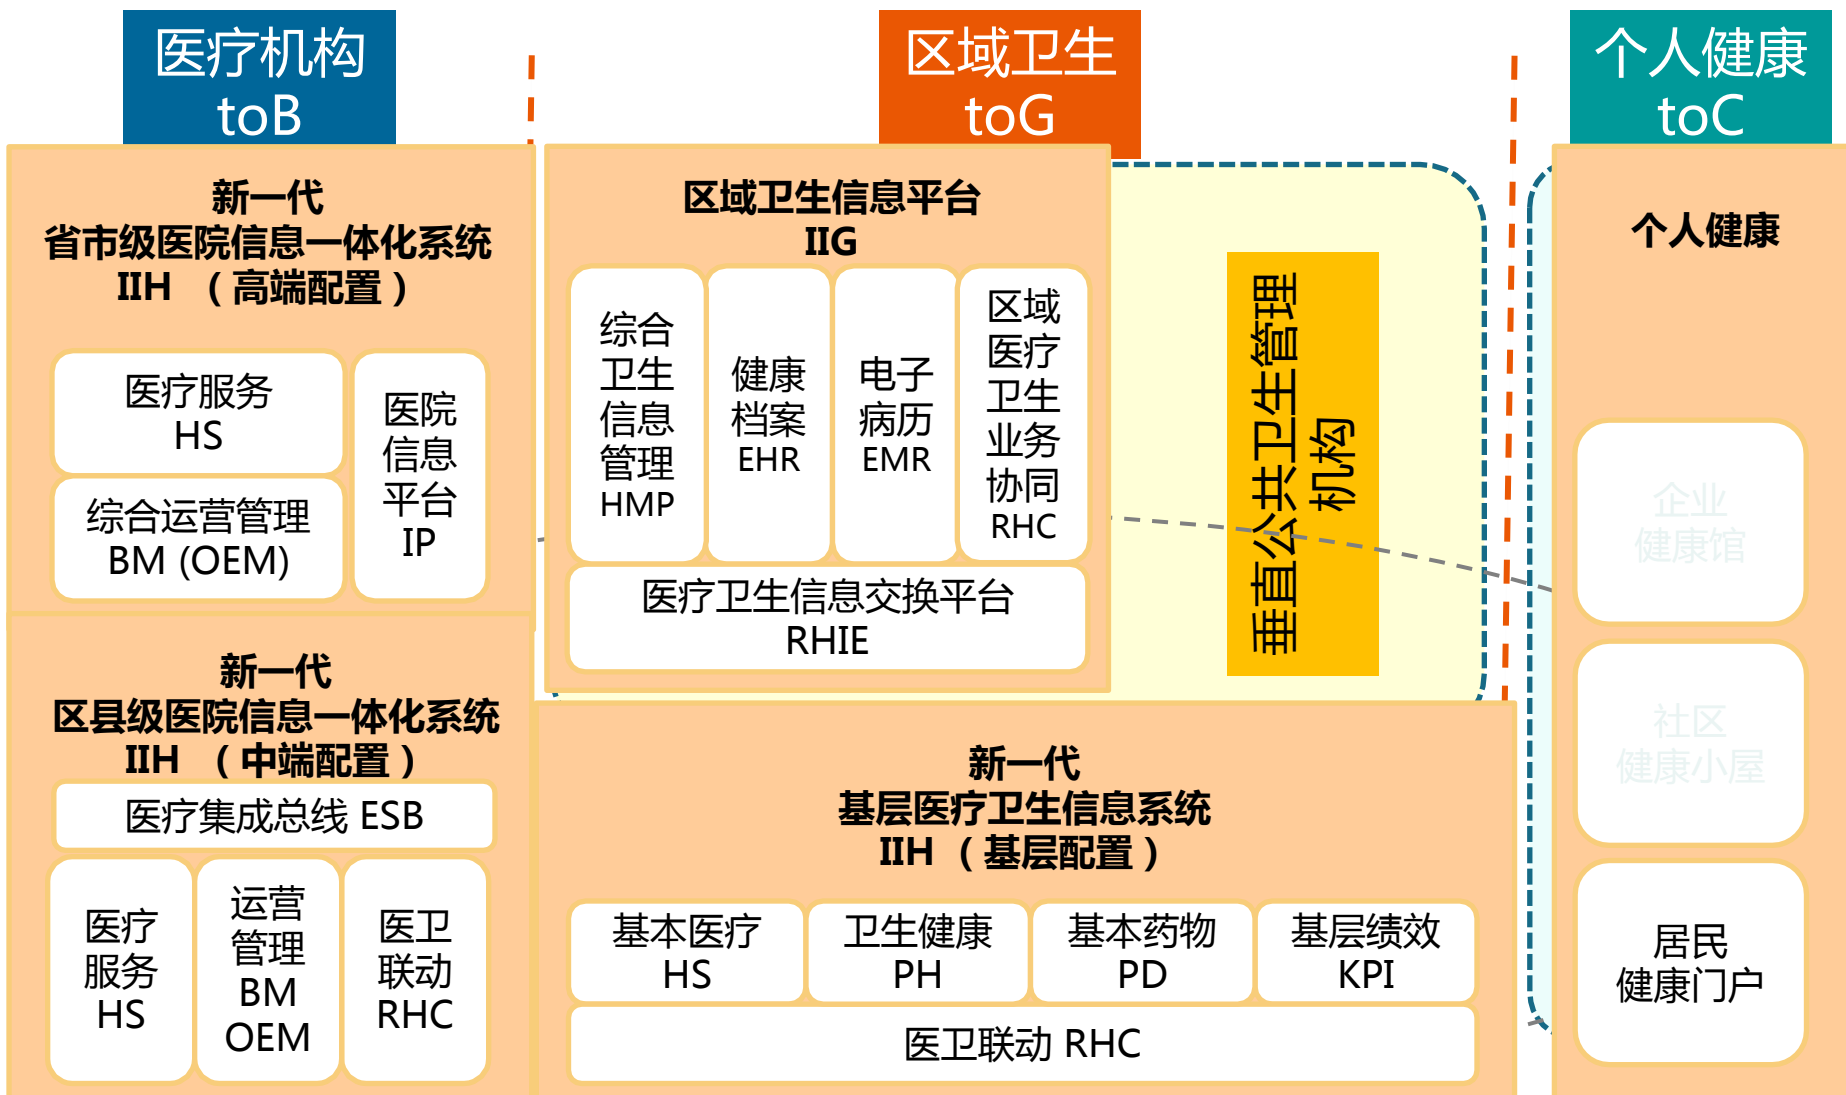 医疗机构
toB
区域卫生
toG
个人健康
toC
新一代
省市级医院信息一体化系统
IIH （高端配置）
医疗服务
HS
综合运营管理
BM (OEM)
医院
信息
平台
IP
新一代
区县级医院信息一体化系统
IIH （中端配置）
医疗集成总线 ESB
医疗
服务
HS
运营
管理
BM
OEM
医卫
联动
RHC
区域卫生信息平台
IIG
综合
卫生
信息
管理
HMP
健康
档案
EHR
电子
病历
EMR
区域
医疗
卫生
业务
协同
RHC
医疗卫生信息交换平台
RHIE
垂直公共卫生管理
机构
新一代
基层医疗卫生信息系统
IIH （基层配置）
基本医疗
HS
卫生健康
PH
基本药物
PD
基层绩效
KPI
医卫联动 RHC
个人健康
企业
健康馆
社区
健康小屋
居民
健康门户